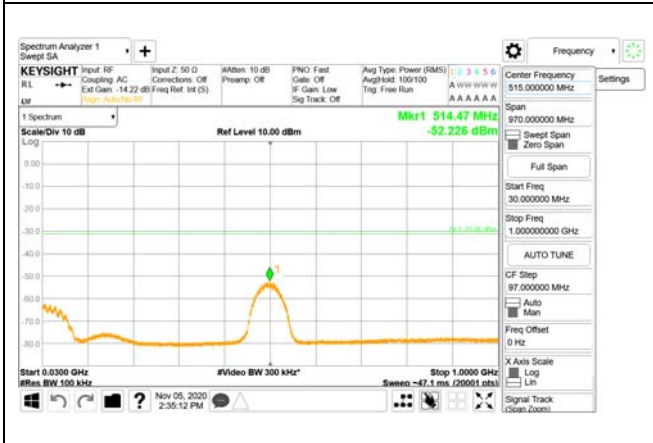 Spectrum Analyzer 1
Swept SA
Frequency
KEYSIGHT
Input: RF
Coupling: AC
Ext Gain: -14.22 dB
Align: Auto/No RF
Input Z: 50 Ω
Corrections: Off
Freq Ref: Int (S)
#Atten: 10 dB
Preamp: Off
PNO: Fast
Gate: Off
IF Gain: Low
Sig Track: Off
Avg Type: Power (RMS)
Avg|Hold: 100/100
Trig: Free Run
1 2 3 4 5 6
A W W W W W
A A A A A A
RL
1 Spectrum
Scale/Div 10 dB
Log
Ref Level 10.00 dBm
Mkr1 514.47 MHz
-52.226 dBm
0.00
-10.0
-20.0
-30.0
-40.0
-50.0
-60.0
-70.0
-80.0
1
Start 0.0300 GHz
#Res BW 100 kHz
#Video BW 300 kHz*
Stop 1.0000 GHz
Sweep ~47.1 ms (20001 pts)
Nov 05, 2020
2:35:12 PM
Center Frequency
515.000000 MHz
Settings
Span
970.000000 MHz
Swept Span
Zero Span
Full Span
Start Freq
30.000000 MHz
Stop Freq
1.000000000 GHz
AUTO TUNE
CF Step
97.000000 MHz
Auto
Man
Freq Offset
0 Hz
X Axis Scale
Log
Lin
Signal Track
(Span Zoom)